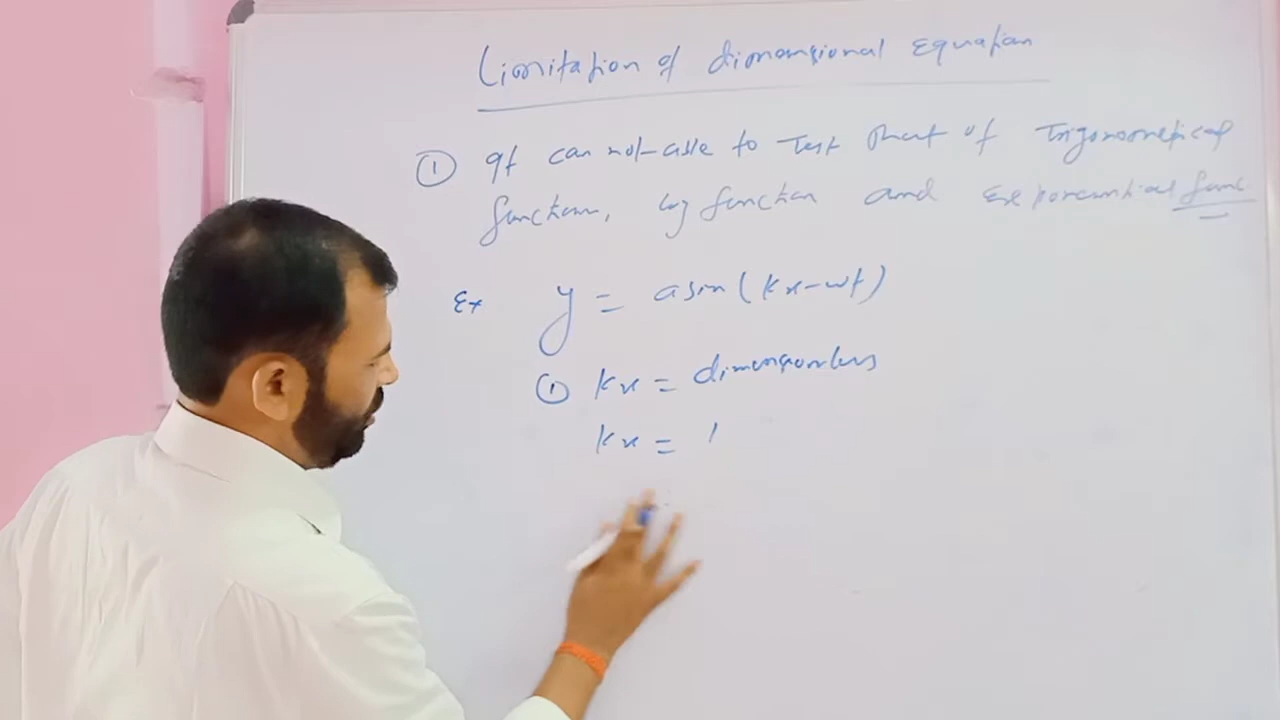 Limitation of dimensional Equation
① It can not able to Test that of Trigonometrical
function, log function and exponential func
Ex y = a sin (kx - wt)
① kx = dimensionless
kx = 1